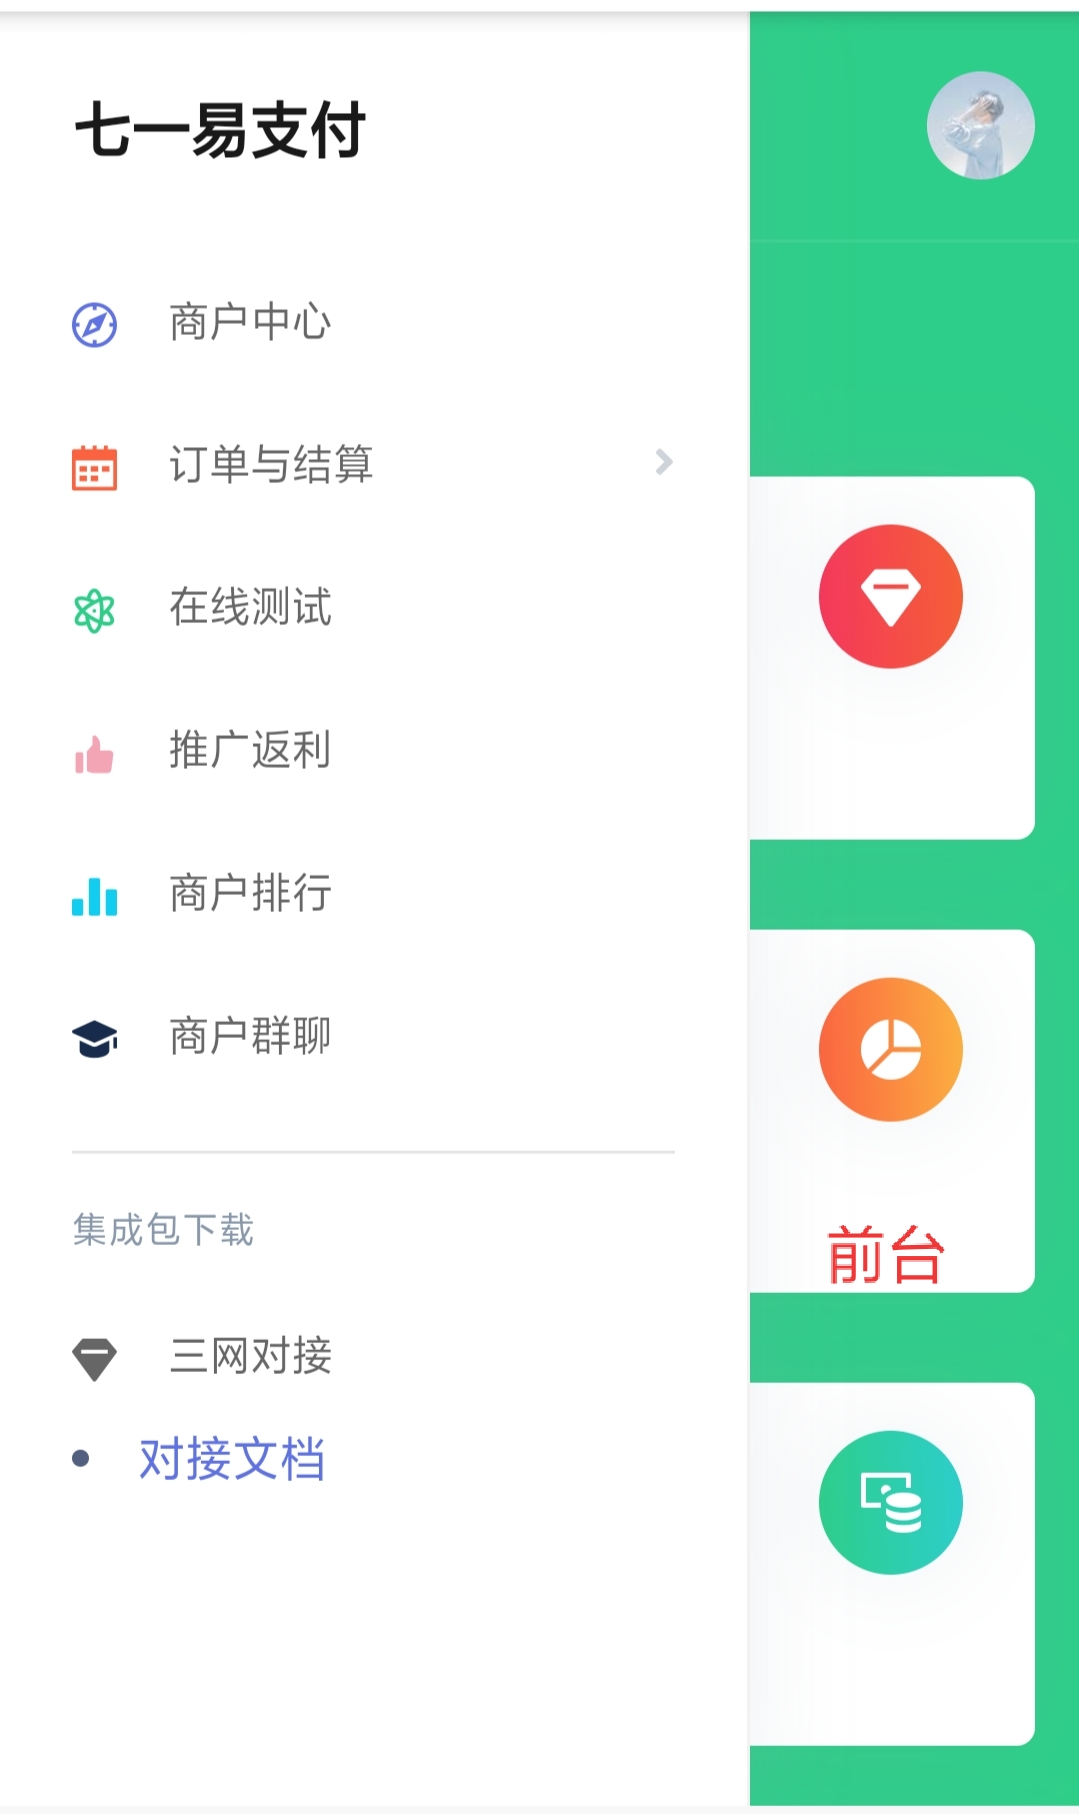 七一易支付
商户中心
订单与结算
在线测试
推广返利
商户排行
商户群聊
集成包下载
前台
三网对接
对接文档